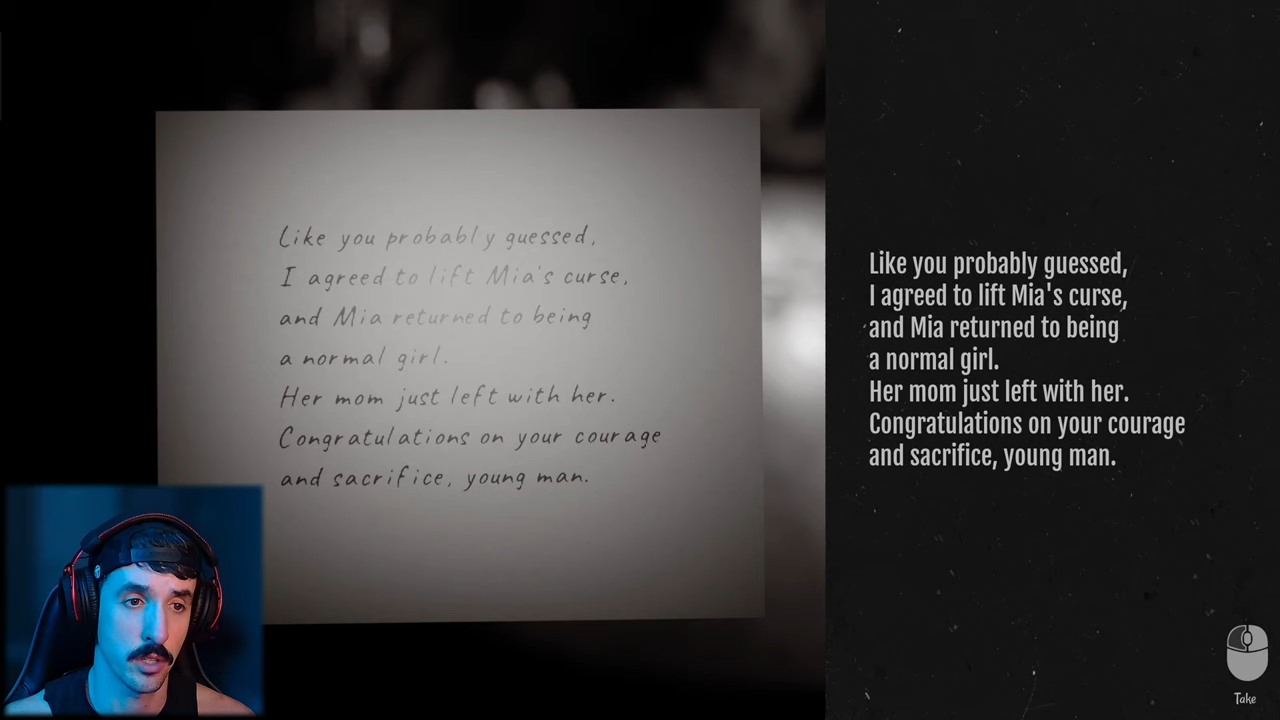 Like you probably guessed,
I agreed to lift Mia's curse,
and Mia returned to being
a normal girl.
Her mom just left with her.
Congratulations on your courage
and sacrifice, young man.
Like you probably guessed,
I agreed to lift Mia's curse,
and Mia returned to being
a normal girl.
Her mom just left with her.
Congratulations on your courage
and sacrifice, young man.
Take